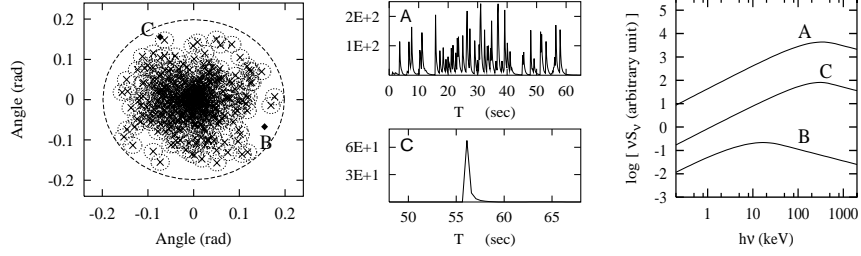 Angle (rad)
0.2
0.1
0
-0.1
-0.2
C
B
-0.2 -0.1 0 0.1 0.2
Angle (rad)
2E+2
1E+2
A
0 10 20 30 40 50 60
T (sec)
6E+1
3E+1
C
50 55 60 65
T (sec)
log [ νSν (arbitrary unit) ]
5
4
3
2
1
0
-1
-2
-3
A
C
B
1 10 100 1000
hν (keV)